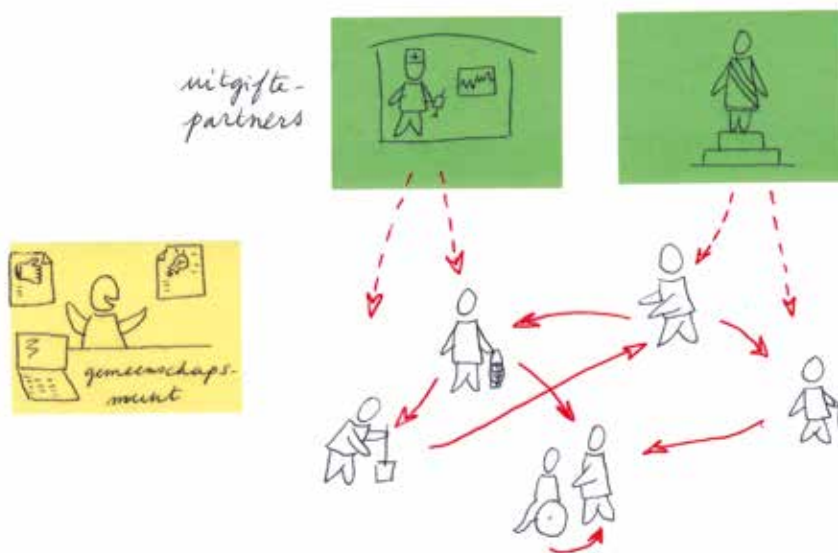 uitgifte-
partners
gemeenschaps-
munt